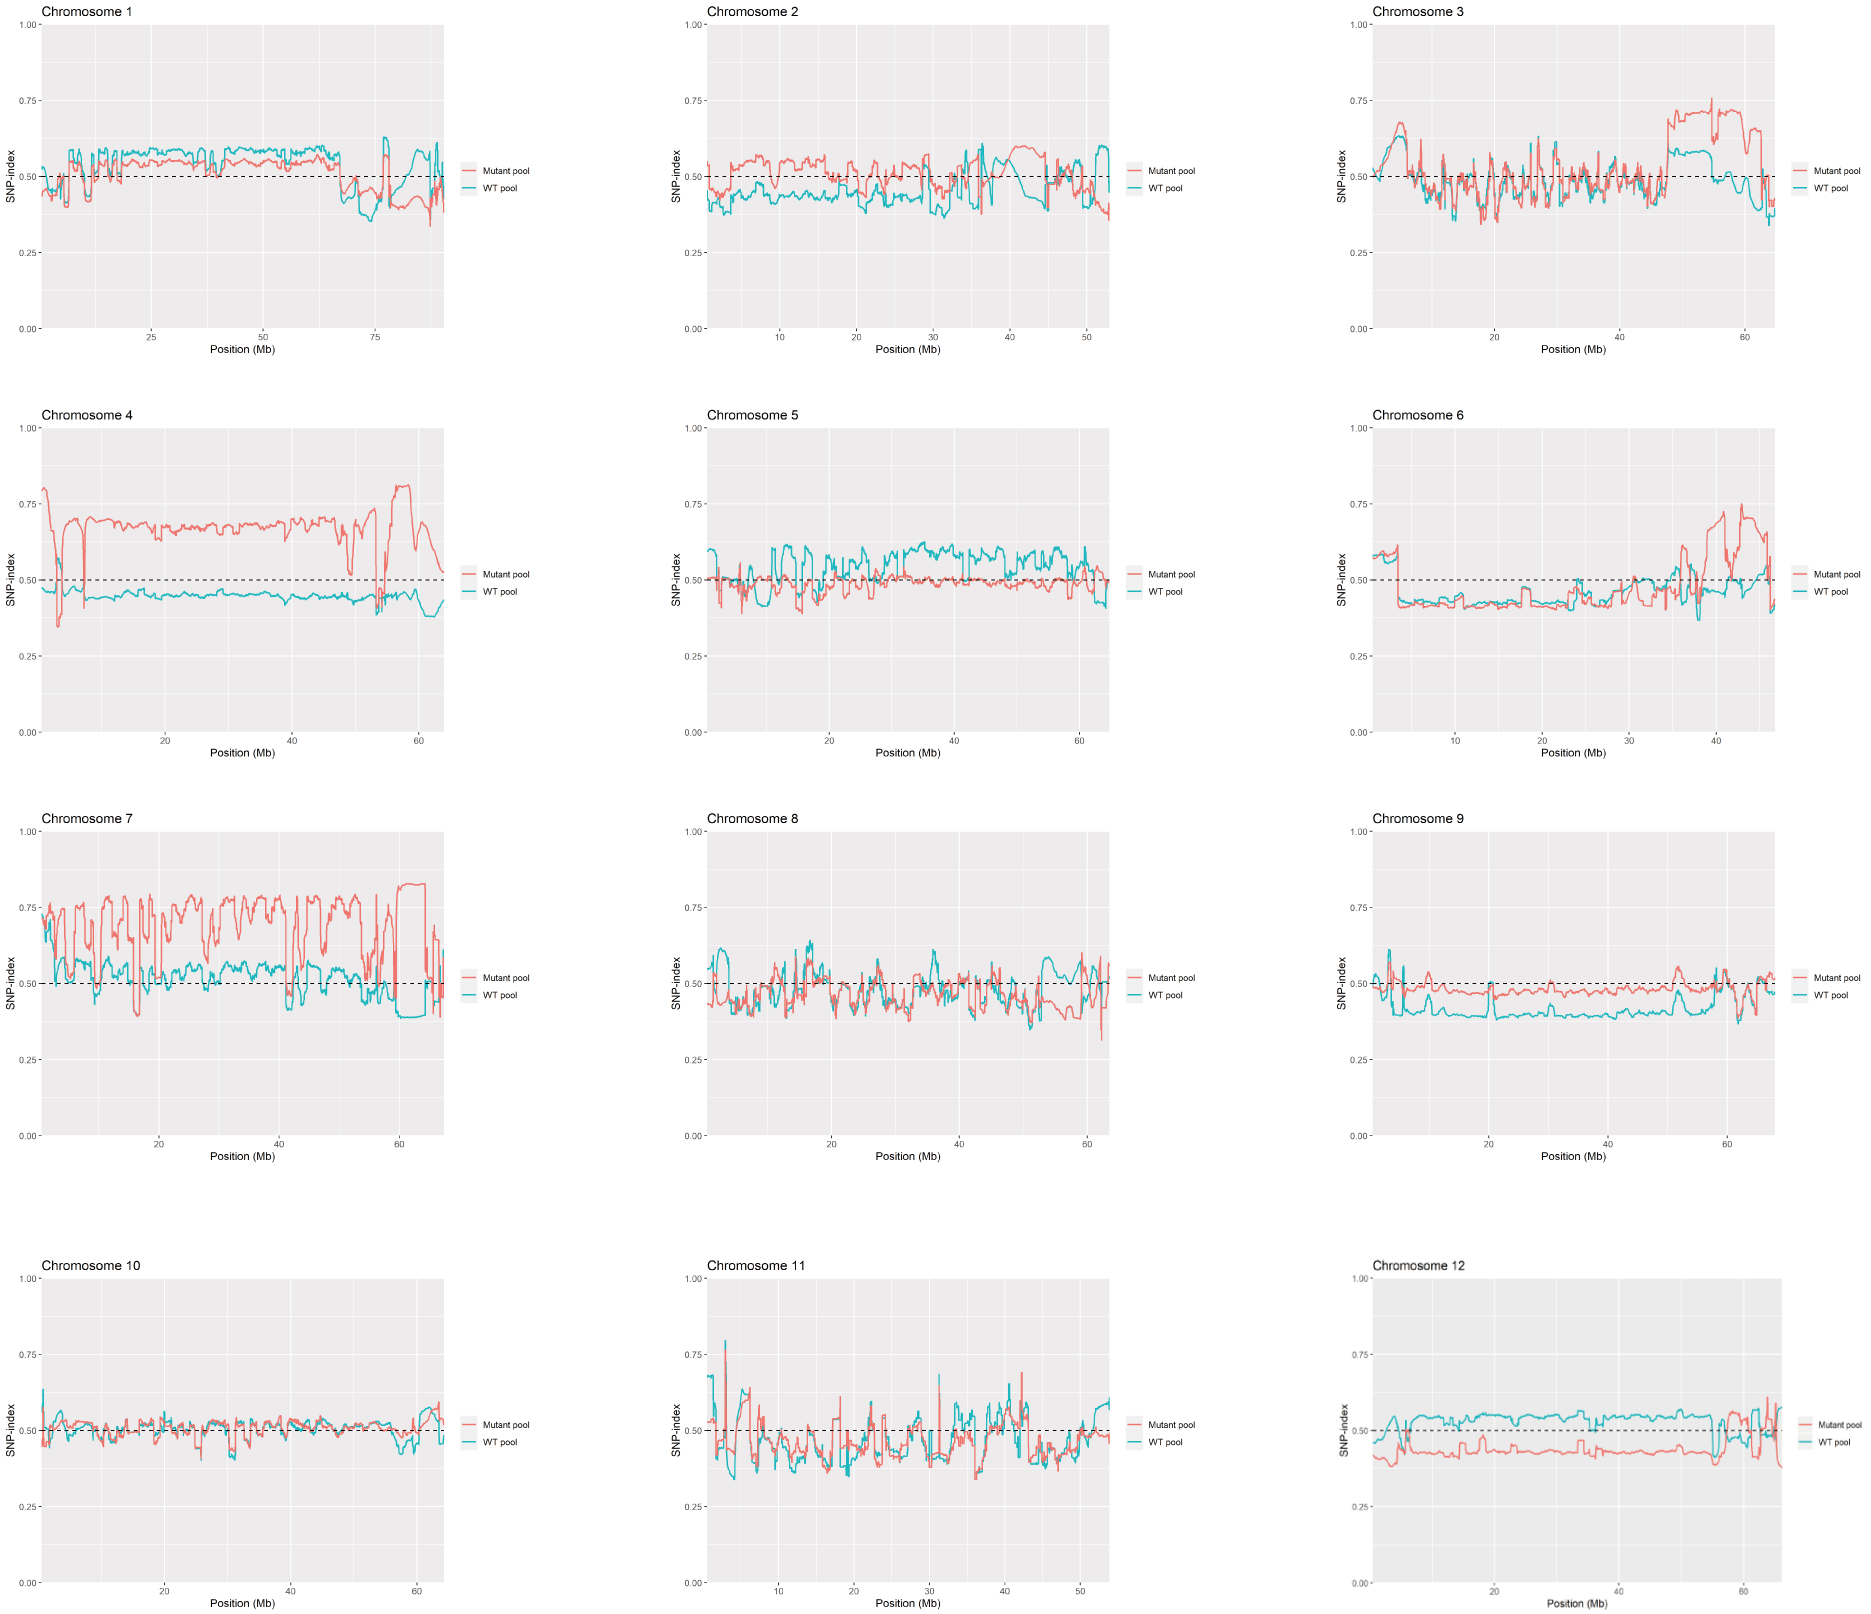 Chromosome 1
1.00
0.75
0.50
0.25
0.00
SNP-index
25
50
75
Position (Mb)
Mutant pool
WT pool
Chromosome 2
1.00
0.75
0.50
0.25
0.00
SNP-index
10
20
30
40
50
Position (Mb)
Mutant pool
WT pool
Chromosome 3
1.00
0.75
0.50
0.25
0.00
SNP-index
20
40
60
Position (Mb)
Mutant pool
WT pool
Chromosome 4
1.00
0.75
0.50
0.25
0.00
SNP-index
20
40
60
Position (Mb)
Mutant pool
WT pool
Chromosome 5
1.00
0.75
0.50
0.25
0.00
SNP-index
20
40
60
Position (Mb)
Mutant pool
WT pool
Chromosome 6
1.00
0.75
0.50
0.25
0.00
SNP-index
10
20
30
40
Position (Mb)
Mutant pool
WT pool
Chromosome 7
1.00
0.75
0.50
0.25
0.00
SNP-index
20
40
60
Position (Mb)
Mutant pool
WT pool
Chromosome 8
1.00
0.75
0.50
0.25
0.00
SNP-index
20
40
60
Position (Mb)
Mutant pool
WT pool
Chromosome 9
1.00
0.75
0.50
0.25
0.00
SNP-index
20
40
60
Position (Mb)
Mutant pool
WT pool
Chromosome 10
1.00
0.75
0.50
0.25
0.00
SNP-index
20
40
60
Position (Mb)
Mutant pool
WT pool
Chromosome 11
1.00
0.75
0.50
0.25
0.00
SNP-index
10
20
30
40
50
Position (Mb)
Mutant pool
WT pool
Chromosome 12
1.00
0.75
0.50
0.25
0.00
SNP-index
20
40
60
Position (Mb)
Mutant pool
WT pool